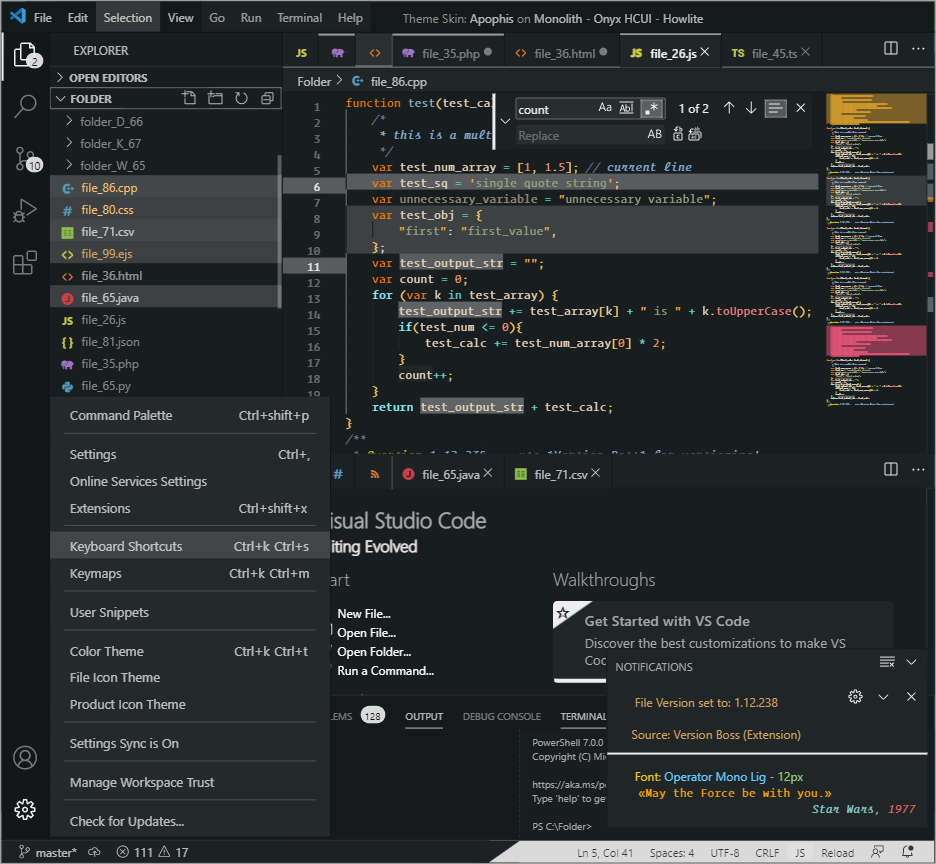 File Edit Selection View Go Run Terminal Help Theme Skin: Apophis on Monolith - Onyx HCUI - Howlite
2
10
EXPLORER
OPEN EDITORS
FOLDER
folder_D_66
folder_K_67
folder_W_65
file_86.cpp
file_80.css
file_71.csv
file_99.ejs
file_36.html
file_65.java
file_26.js
file_81.json
file_35.php
file_65.py
JS file_35.php file_36.html JS file_26.js TS file_45.ts
Folder > file_86.cpp
count Aa Abl .* 1 of 2
Replace AB
1 function test(test_ca
2 /*
3 * this is a mult
4 */
5 var test_num_array = [1, 1.5]; // current line
6 var test_sq = 'single quote string';
7 var unnecessary_variable = "unnecessary variable";
8 var test_obj = {
9 "first": "first_value",
10 };
11 var test_output_str = "";
12 var count = 0;
13 for (var k in test_array) {
14 test_output_str += test_array[k] + " is " + k.toUpperCase();
15 if(test_num <= 0){
16 test_calc += test_num_array[0] * 2;
17 }
18 count++;
19 }
return test_output_str + test_calc;
}
/**
Command Palette Ctrl+shift+p
Settings Ctrl+,
Online Services Settings
Extensions Ctrl+shift+x
Keyboard Shortcuts Ctrl+k Ctrl+s
Keymaps Ctrl+k Ctrl+m
User Snippets
Color Theme Ctrl+k Ctrl+t
File Icon Theme
Product Icon Theme
Settings Sync is On
Manage Workspace Trust
Check for Updates...
# file_65.java file_71.csv
isual Studio Code
iting Evolved
art
New File...
Open File...
Open Folder...
Run a Command...
Walkthroughs
Get Started with VS Code
Discover the best customizations to make VS
Coc
LEMS 128 OUTPUT DEBUG CONSOLE TERMINAL
PowerShell 7.0.0
Copyright (C) Mi
https://aka.ms/p
Type 'help' to ge
PS C:\Folder>
NOTIFICATIONS
File Version set to: 1.12.238
Source: Version Boss (Extension)
Font: Operator Mono Lig - 12px
«May the Force be with you.»
Star Wars, 1977
master* 111 17 Ln 5, Col 41 Spaces: 4 UTF-8 CRLF JS Reload